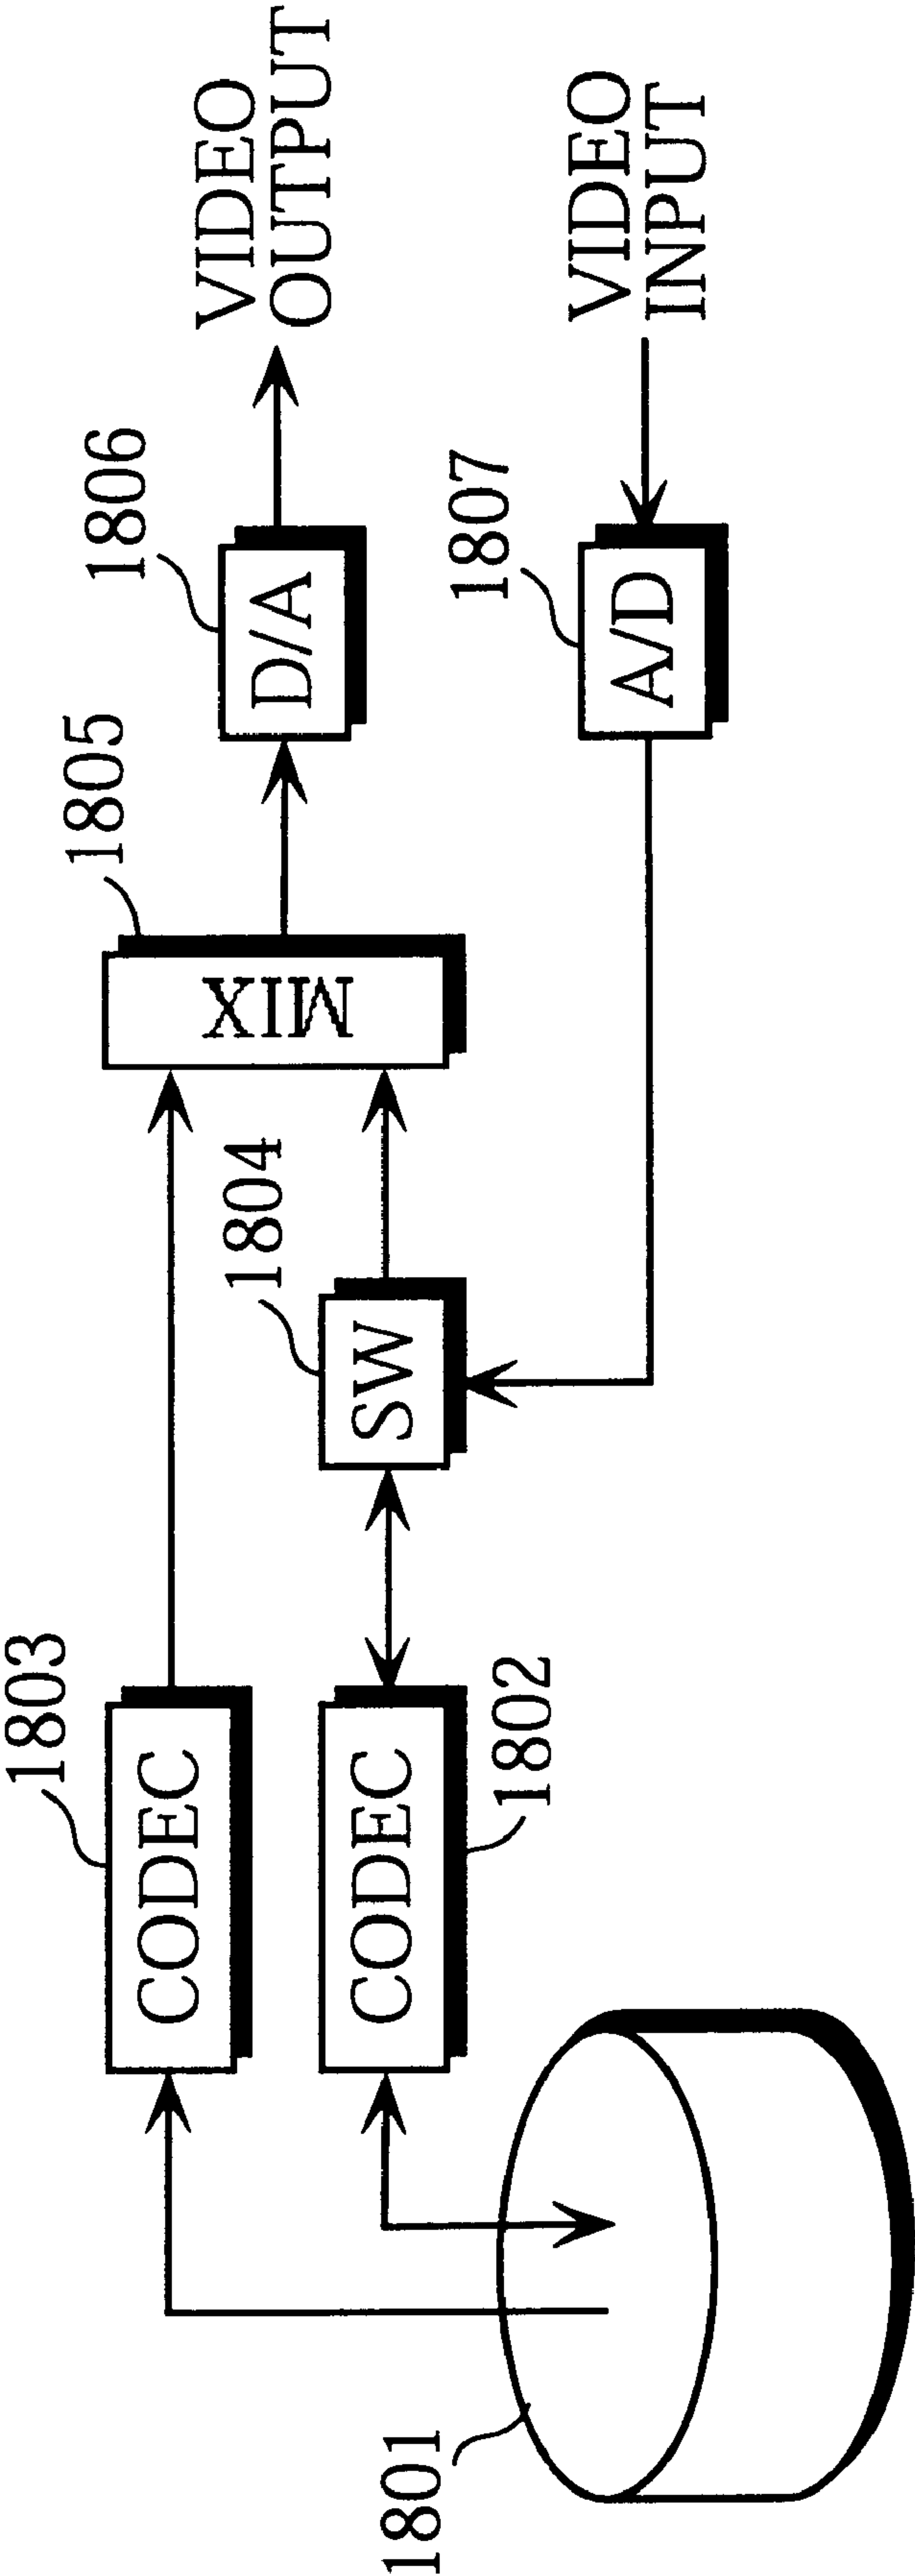 1803
CODEC
1801
CODEC
1802
1804
SW
1805
MIX
1806
D/A
VIDEO
OUTPUT
1807
A/D
VIDEO
INPUT